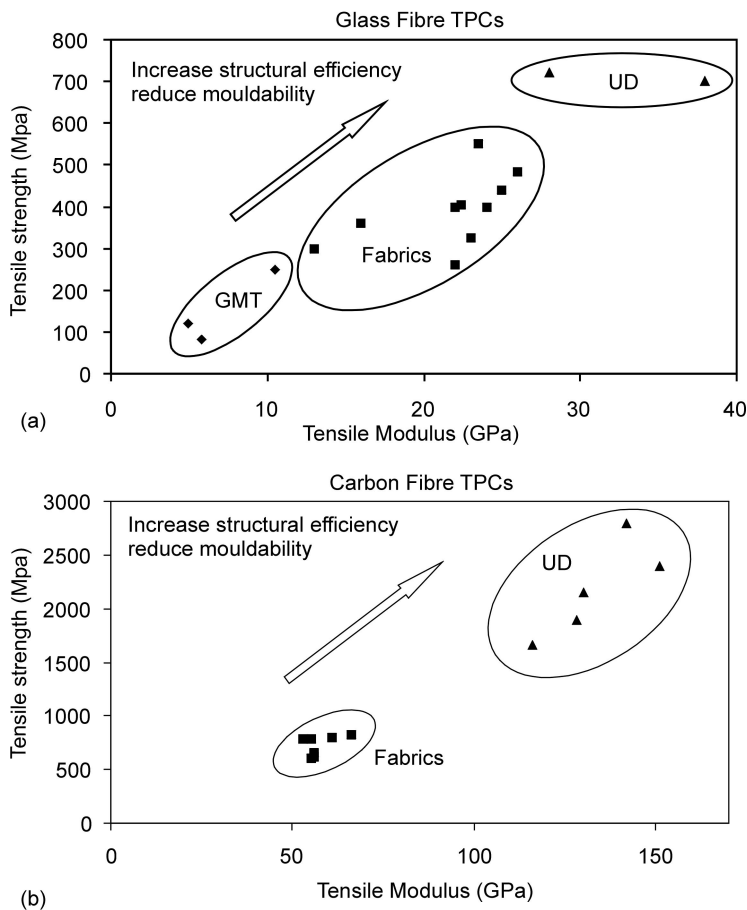 Glass Fibre TPCs
800
700
600
500
400
300
200
100
0
Tensile strength (Mpa)
Increase structural efficiency
reduce mouldability
UD
Fabrics
GMT
0 10 20 30 40
(a)
Tensile Modulus (GPa)
Carbon Fibre TPCs
3000
2500
2000
1500
1000
500
0
Tensile strength (Mpa)
Increase structural efficiency
reduce mouldability
UD
Fabrics
0 50 100 150
Tensile Modulus (GPa)
(b)